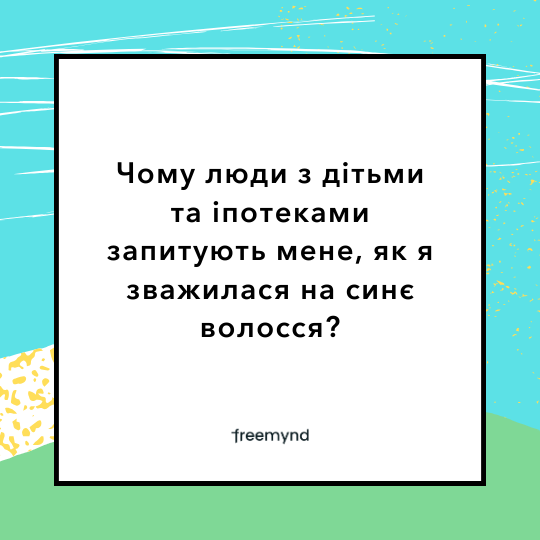 Чому люди з дітьми
та іпотеками
запитують мене, як я
зважилася на синє
волосся?
freemynd